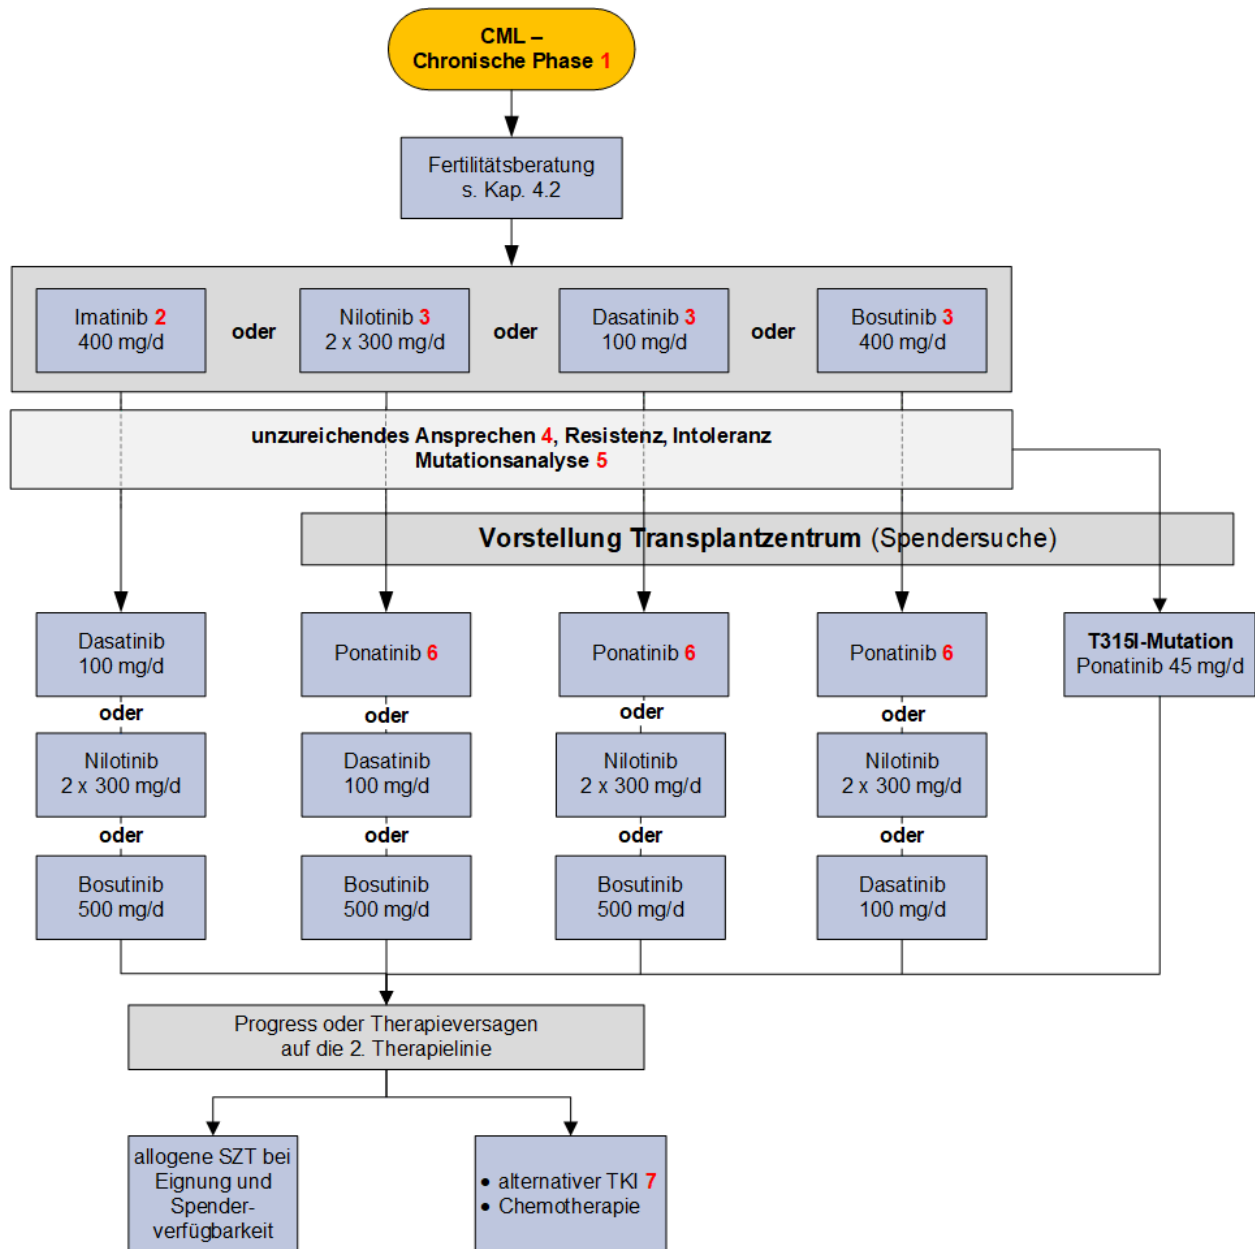 CML –
Chronische Phase 1
Fertilitätsberatung
s. Kap. 4.2
Imatinib 2
400 mg/d
oder
Nilotinib 3
2 x 300 mg/d
oder
Dasatinib 3
100 mg/d
oder
Bosutinib 3
400 mg/d
unzureichendes Ansprechen 4, Resistenz, Intoleranz
Mutationsanalyse 5
Vorstellung Transplantzentrum (Spendersuche)
Dasatinib
100 mg/d
oder
Nilotinib
2 x 300 mg/d
oder
Bosutinib
500 mg/d
Ponatinib 6
oder
Dasatinib
100 mg/d
oder
Bosutinib
500 mg/d
Ponatinib 6
oder
Nilotinib
2 x 300 mg/d
oder
Bosutinib
500 mg/d
Ponatinib 6
oder
Nilotinib
2 x 300 mg/d
oder
Dasatinib
100 mg/d
T315I-Mutation
Ponatinib 45 mg/d
Progress oder Therapieversagen
auf die 2. Therapielinie
allogene SZT bei
Eignung und
Spender-
verfügbarkeit
• alternativer TKI 7
• Chemotherapie